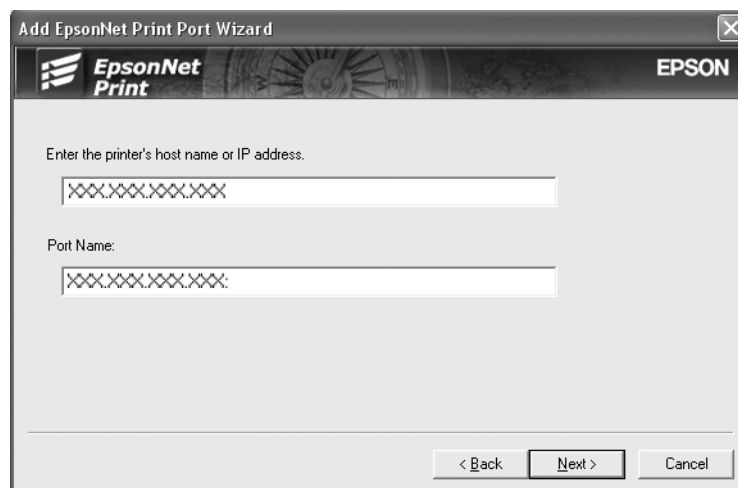 Add EpsonNet Print Port Wizard
EpsonNet
Print
EPSON
Enter the printer's host name or IP address.
XXX.XXX.XXX.XXX
Port Name:
XXX.XXX.XXX.XXX:
< Back
Next >
Cancel